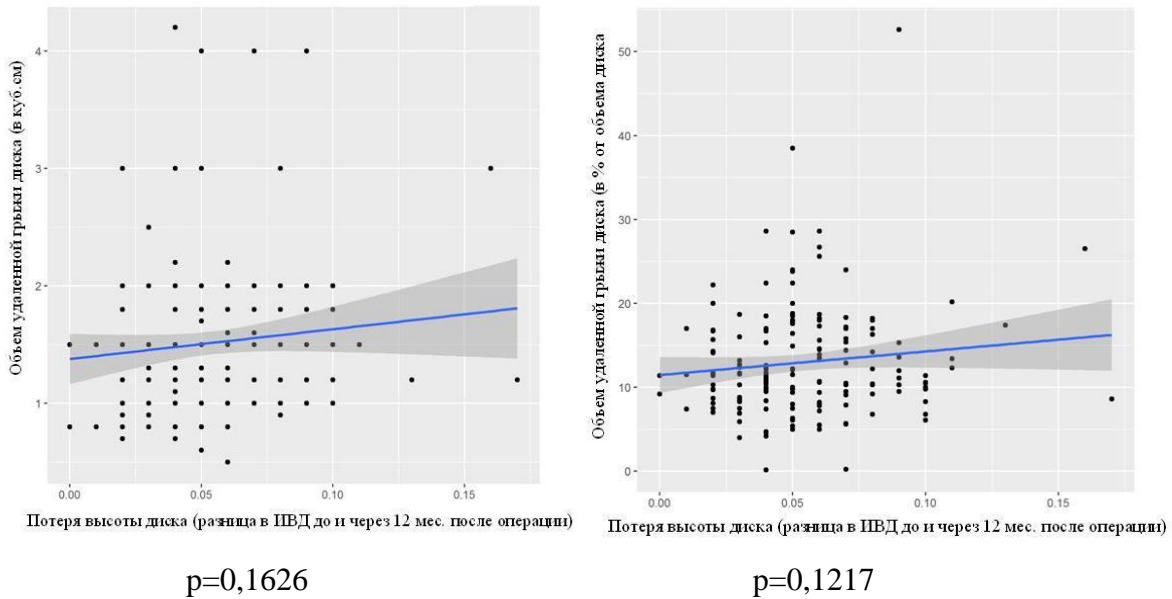 Объем удаленной грыжи диска (в куб.см)
4
3
2
1
0.00 0.05 0.10 0.15
Потеря высоты диска (разница в ИВД до и через 12 мес. после операции)
p=0,1626
Объем удаленной грыжи диска (в % от объема диска
50
40
30
20
10
0
0.00 0.05 0.10 0.15
Потеря высоты диска (разница в ИВД до и через 12 мес. после операции)
p=0,1217